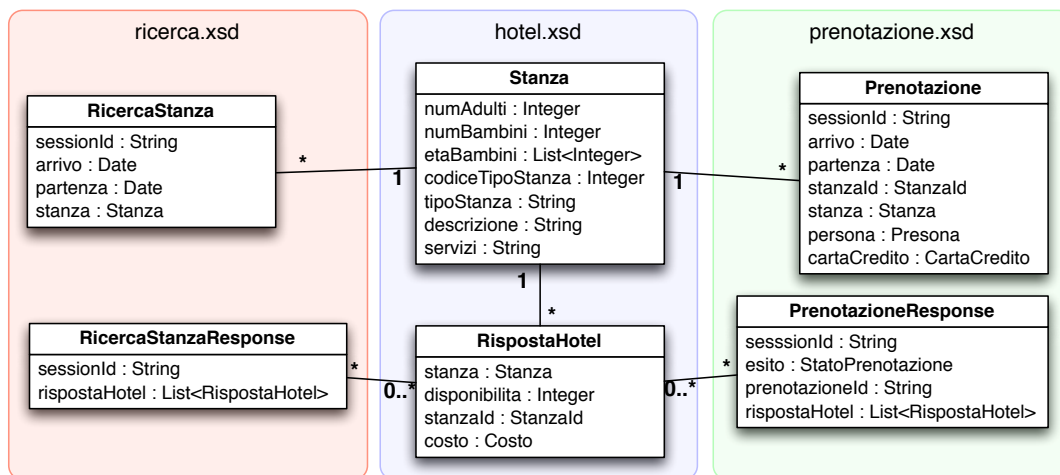 ricerca.xsd
RicercaStanza
sessionId : String
arrivo : Date
partenza : Date
stanza : Stanza
*
1
RicercaStanzaResponse
sessionId : String
rispostaHotel : List<RispostaHotel>
*
0..*
hotel.xsd
Stanza
numAdulti : Integer
numBambini : Integer
etaBambini : List<Integer>
codiceTipoStanza : Integer
tipoStanza : String
descrizione : String
servizi : String
1
*
RispostaHotel
stanza : Stanza
disponibilita : Integer
stanzaId : StanzaId
costo : Costo
prenotazione.xsd
Prenotazione
sessionId : String
arrivo : Date
partenza : Date
stanzaId : StanzaId
stanza : Stanza
persona : Presona
cartaCredito : CartaCredito
1
*
PrenotazioneResponse
sesssionId : String
esito : StatoPrenotazione
prenotazioneId : String
rispostaHotel : List<RispostaHotel>
0..*
*